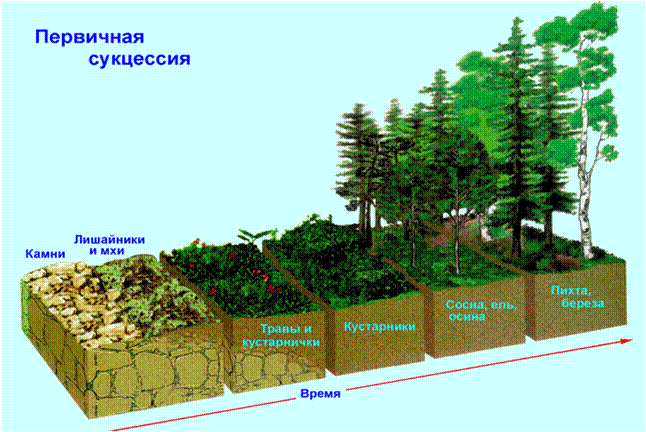 Первичная
сукцессия
Лишайники
и мхи
Камни
Травы и
кустарнички
Кустарники
Сосна, ель,
осина
Пихта,
береза
Время